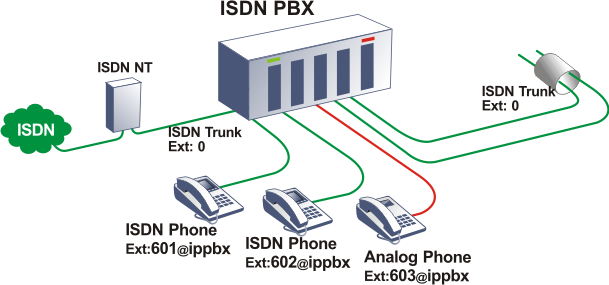 ISDN PBX
ISDN NT
ISDN Trunk
Ext: 0
ISDN
ISDN Trunk
Ext: 0
ISDN Phone
Ext:601@ippbx
ISDN Phone
Ext:602@ippbx
Analog Phone
Ext:603@ippbx